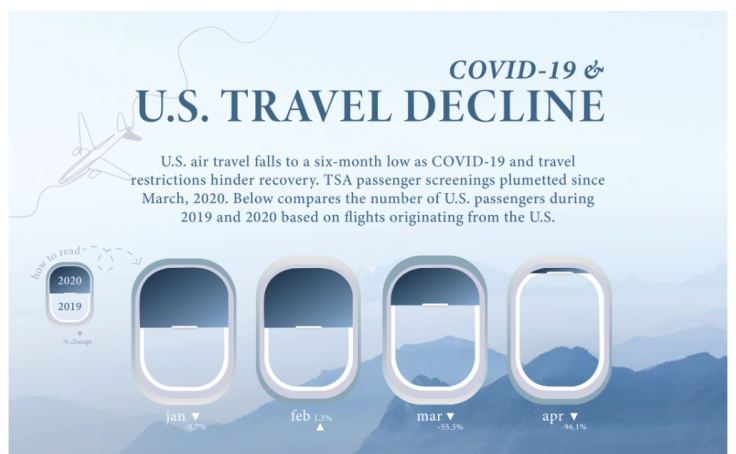 COVID-19 &
U.S. TRAVEL DECLINE
U.S. air travel falls to a six-month low as COVID-19 and travel
restrictions hinder recovery. TSA passenger screenings plumetted since
March, 2020. Below compares the number of U.S. passengers during
2019 and 2020 based on flights originating from the U.S.
how to read
2020
2019
▼
% change
jan ▼
-0.7%
feb 1.3%
▲
mar ▼
-55.5%
apr ▼
-96.1%